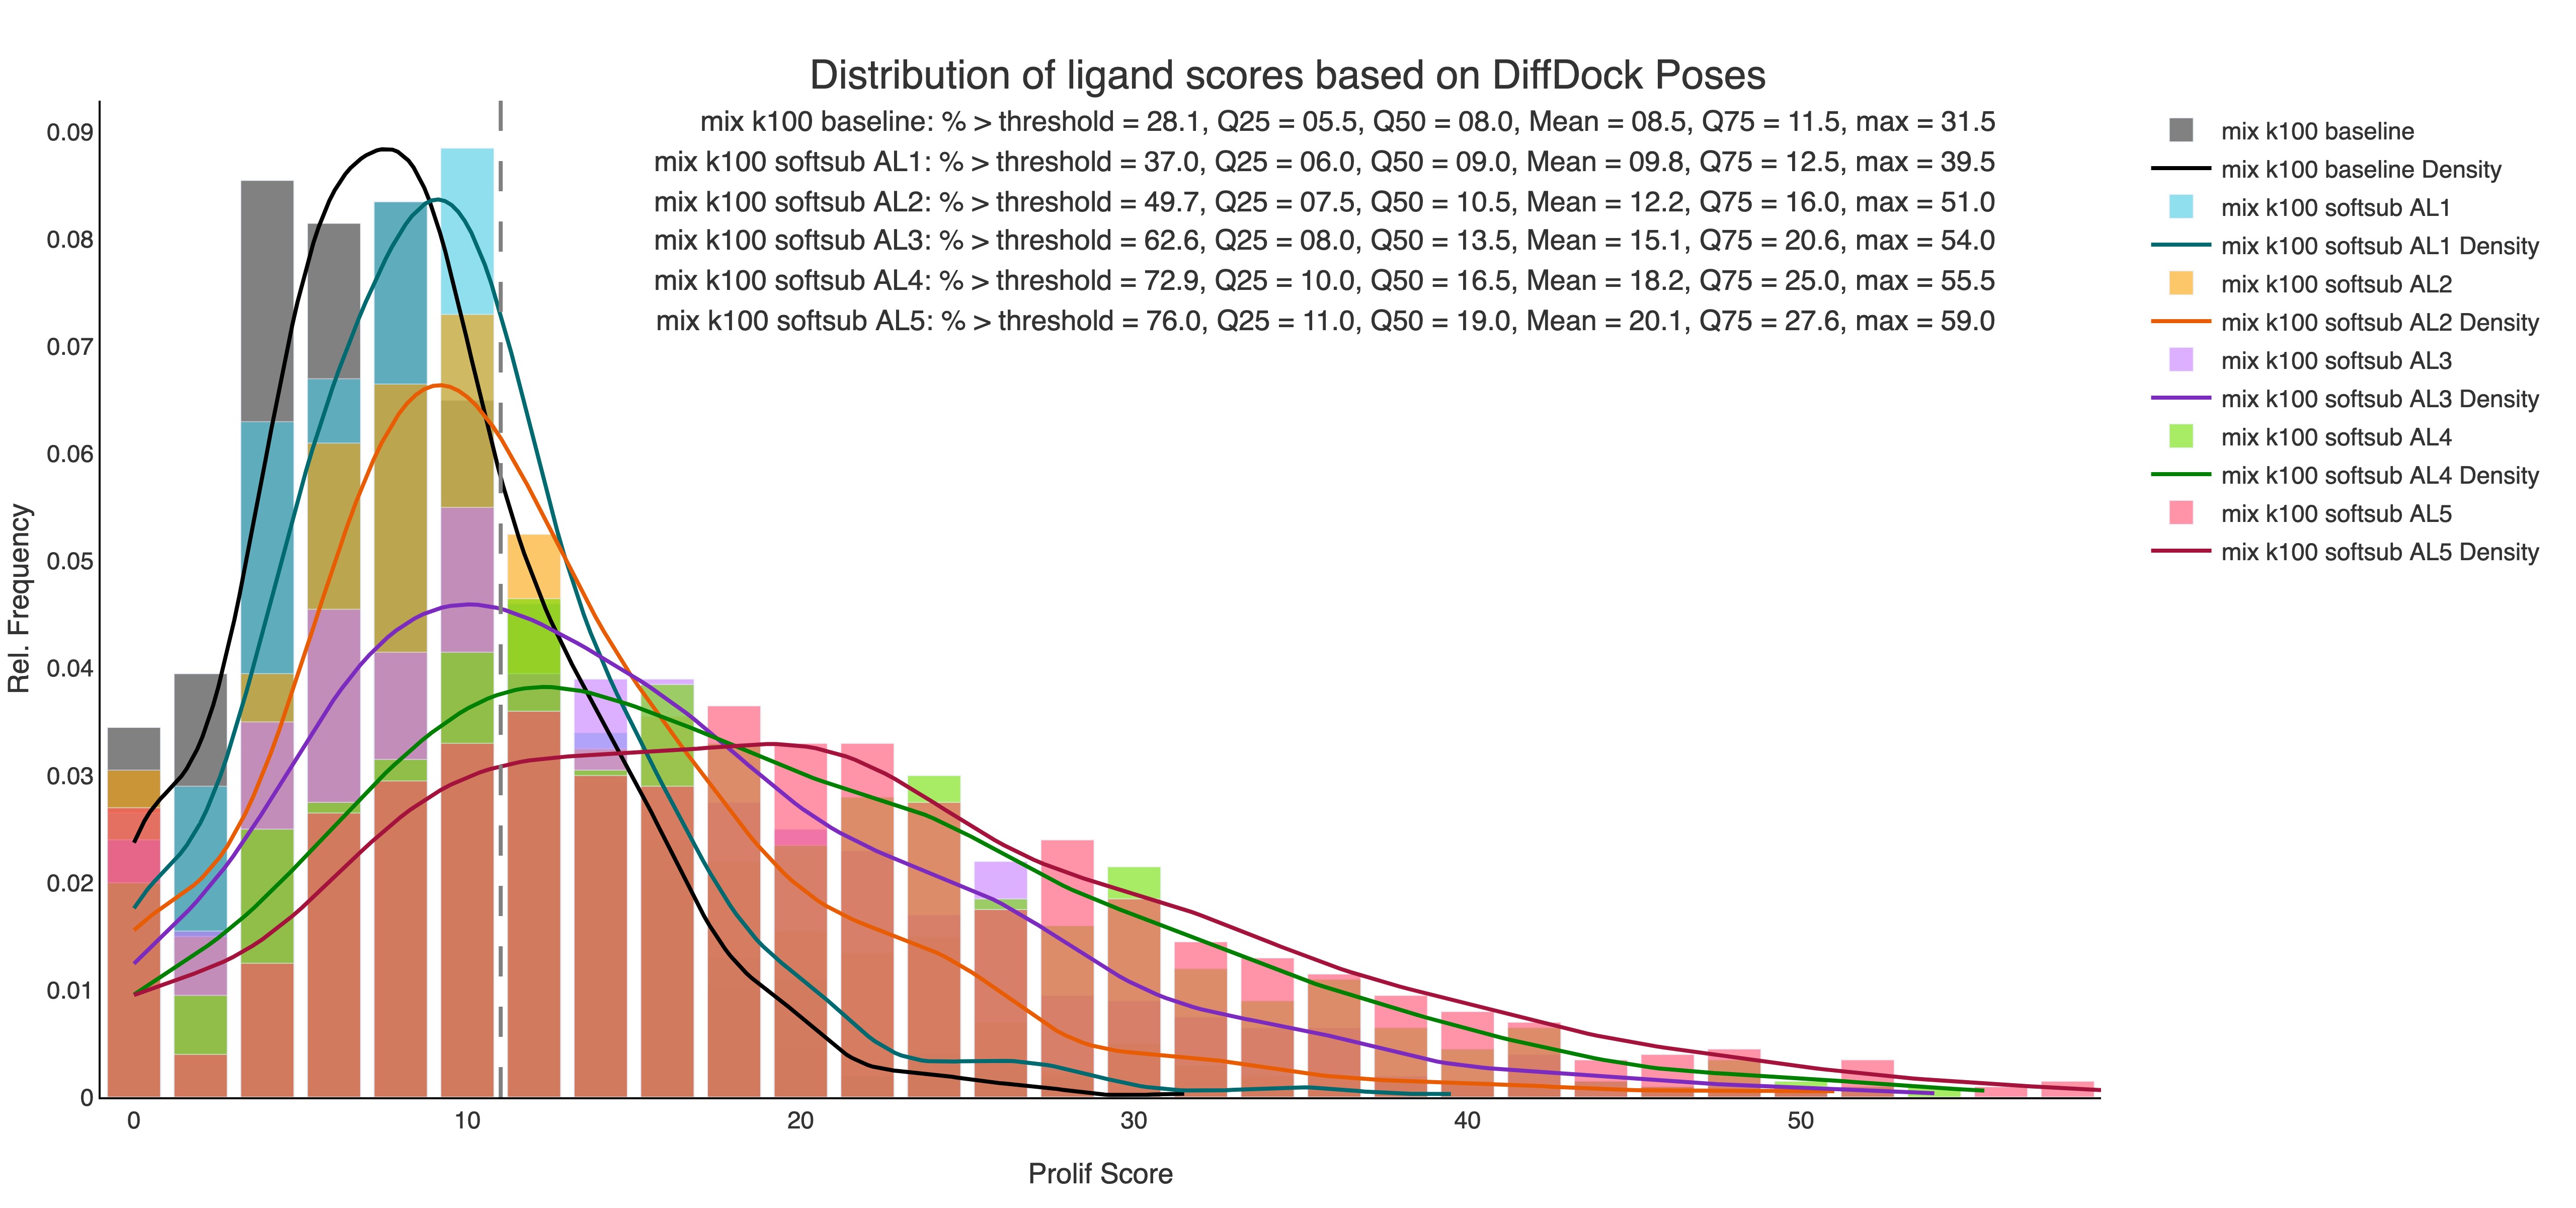 Distribution of ligand scores based on DiffDock Poses
mix k100 baseline: % > threshold = 28.1, Q25 = 05.5, Q50 = 08.0, Mean = 08.5, Q75 = 11.5, max = 31.5
mix k100 softsub AL1: % > threshold = 37.0, Q25 = 06.0, Q50 = 09.0, Mean = 09.8, Q75 = 12.5, max = 39.5
mix k100 softsub AL2: % > threshold = 49.7, Q25 = 07.5, Q50 = 10.5, Mean = 12.2, Q75 = 16.0, max = 51.0
mix k100 softsub AL3: % > threshold = 62.6, Q25 = 08.0, Q50 = 13.5, Mean = 15.1, Q75 = 20.6, max = 54.0
mix k100 softsub AL4: % > threshold = 72.9, Q25 = 10.0, Q50 = 16.5, Mean = 18.2, Q75 = 25.0, max = 55.5
mix k100 softsub AL5: % > threshold = 76.0, Q25 = 11.0, Q50 = 19.0, Mean = 20.1, Q75 = 27.6, max = 59.0
Rel. Frequency
0.09
0.08
0.07
0.06
0.05
0.04
0.03
0.02
0.01
0
0
10
20
30
40
50
Prolif Score
mix k100 baseline
mix k100 baseline Density
mix k100 softsub AL1
mix k100 softsub AL1 Density
mix k100 softsub AL2
mix k100 softsub AL2 Density
mix k100 softsub AL3
mix k100 softsub AL3 Density
mix k100 softsub AL4
mix k100 softsub AL4 Density
mix k100 softsub AL5
mix k100 softsub AL5 Density